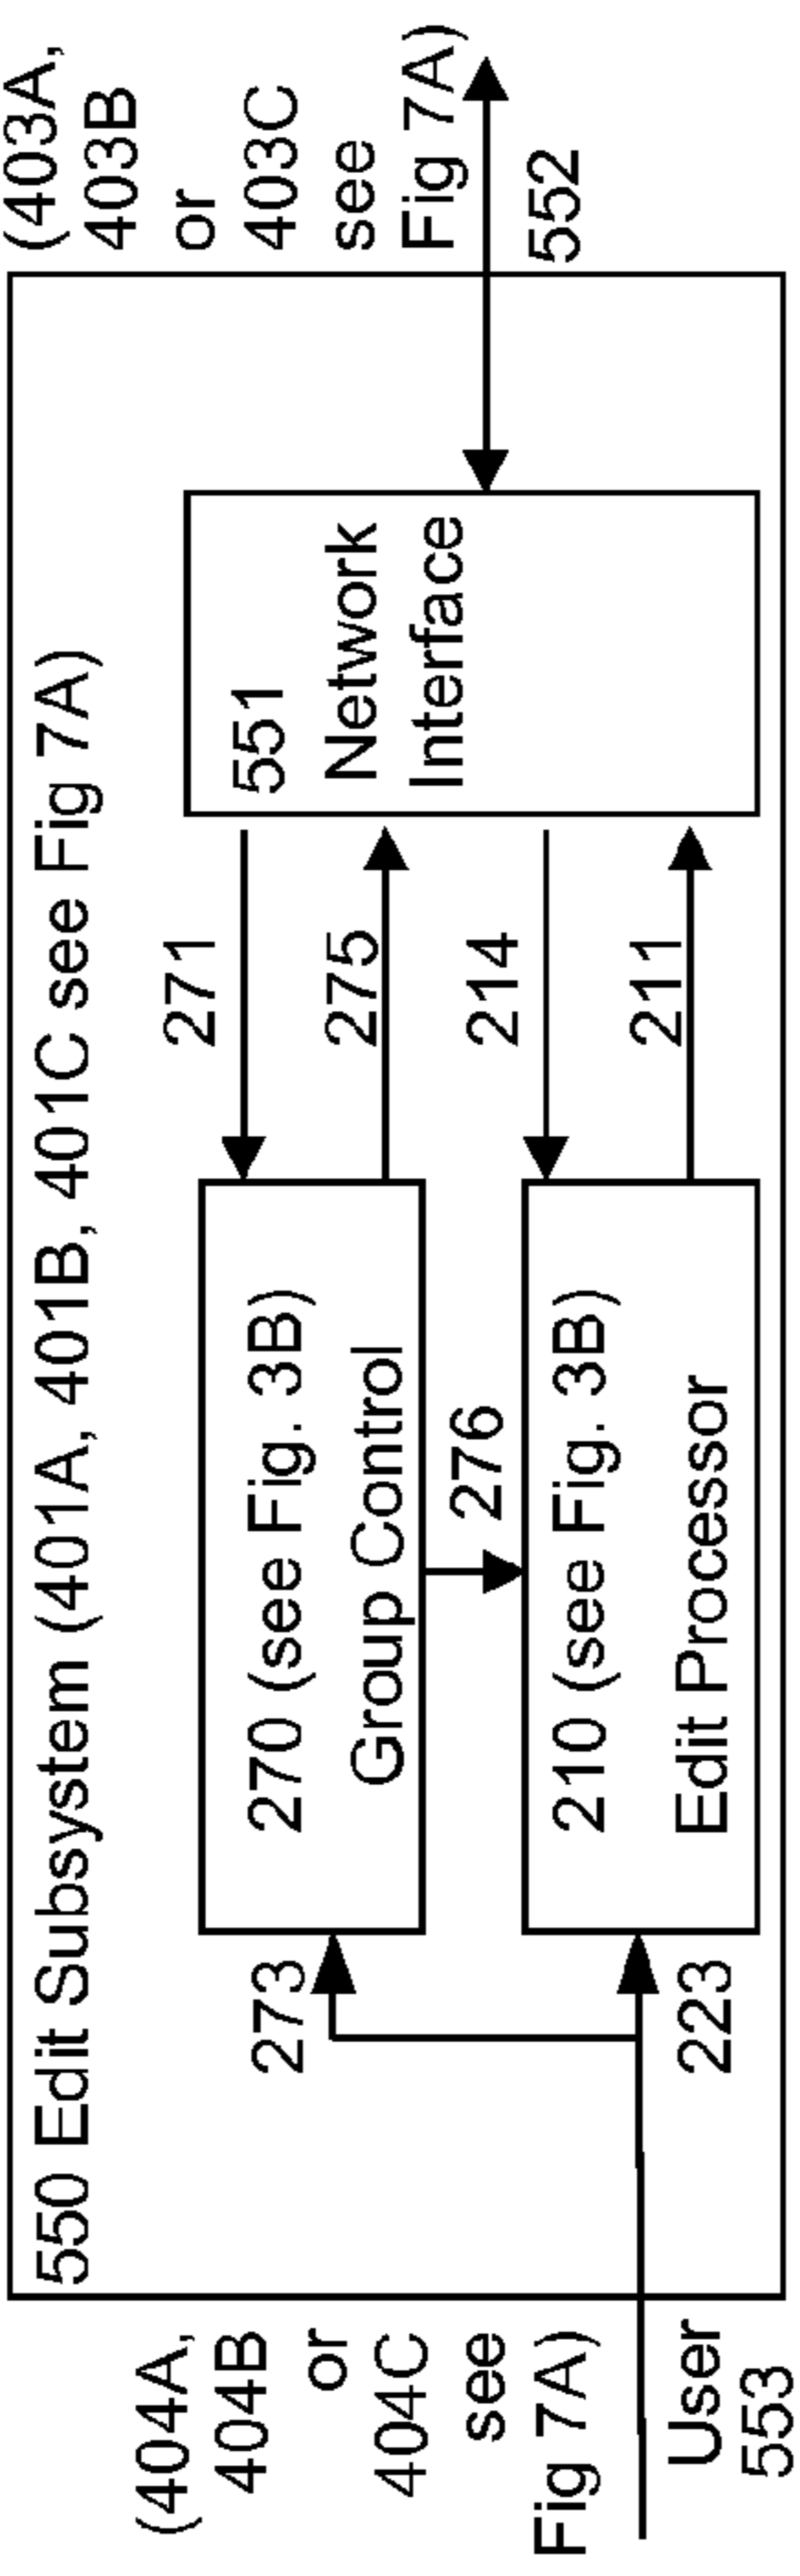 550 Edit Subsystem (401A, 401B, 401C see Fig 7A)
(404A,
404B
or
404C
see
Fig 7A)
User
553
273
223
270 (see Fig. 3B)
Group Control
276
210 (see Fig. 3B)
Edit Processor
271
275
214
211
551
Network
Interface
(403A,
403B
or
403C
see
Fig 7A)
552